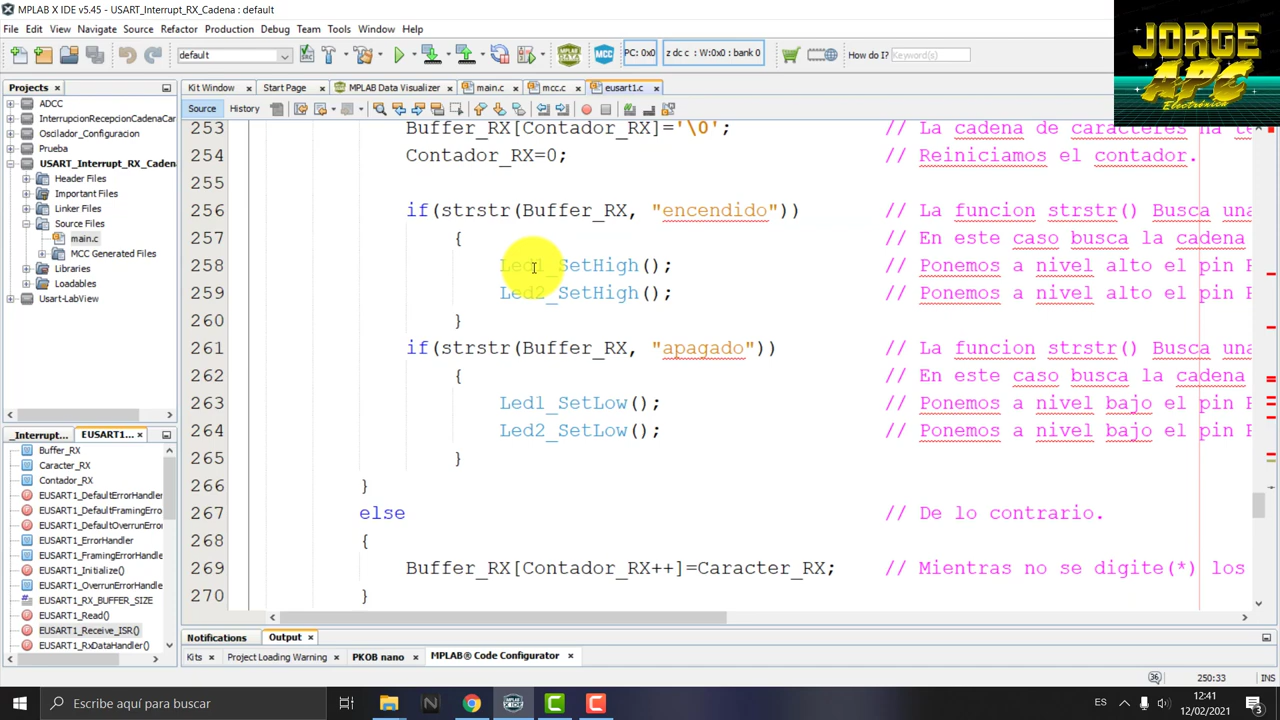 MPLAB X IDE v5.45 - USART_Interrupt_RX_Cadena : default
File Edit View Navigate Source Refactor Production Debug Team Tools Window Help
default
PC: 0x0
z dc c : W:0x0 : bank 0
How do I?
Keyword(s)
JORGE
APC
Electrónica
Projects
Kit Window
Start Page
MPLAB Data Visualizer
main.c
mcc.c
eusart1.c
Source
History
ADCC
InterrupcionRecepcionCadenaCar
Oscilador_Configuracion
Prueba
USART_Interrupt_RX_Cadena
Header Files
Important Files
Linker Files
Source Files
main.c
MCC Generated Files
Libraries
Loadables
Usart-LabView
253 Buffer_RX[Contador_RX]='\0'; // La cadena de caracteres ha te
254 Contador_RX=0; // Reiniciamos el contador.
255
256 if(strstr(Buffer_RX, "encendido")) // La funcion strstr() Busca una
257 { // En este caso busca la cadena
258 Led1_SetHigh(); // Ponemos a nivel alto el pin
259 Led2_SetHigh(); // Ponemos a nivel alto el pin
260 }
261 if(strstr(Buffer_RX, "apagado")) // La funcion strstr() Busca una
262 { // En este caso busca la cadena
263 Led1_SetLow(); // Ponemos a nivel bajo el pin
264 Led2_SetLow(); // Ponemos a nivel bajo el pin
265 }
266 }
267 else // De lo contrario.
268 {
269 Buffer_RX[Contador_RX++]=Caracter_RX; // Mientras no se digite(*) los
270 }
_Interrupt...
EUSART1...
Buffer_RX
Caracter_RX
Contador_RX
EUSART1_DefaultErrorHandler
EUSART1_DefaultFramingErro
EUSART1_DefaultOverrunErro
EUSART1_ErrorHandler
EUSART1_FramingErrorHandle
EUSART1_Initialize()
EUSART1_OverrunErrorHandle
EUSART1_RX_BUFFER_SIZE
EUSART1_Read()
EUSART1_Receive_ISR()
EUSART1_RxDataHandler()
Notifications
Output
Kits
Project Loading Warning
PKOB nano
MPLAB® Code Configurator
36
250:33
INS
Escribe aquí para buscar
N
C
C
ES
12:41
12/02/2021
3